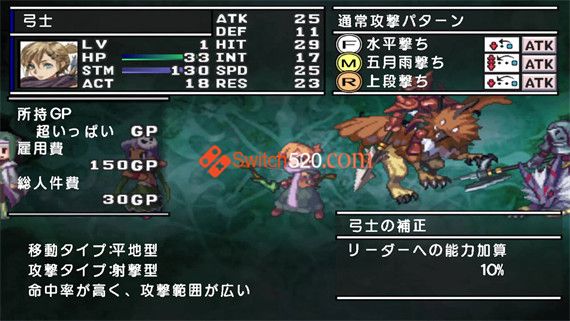 弓士
LV 1
HP 33
STM 130
ACT 18
ATK 25
DEF 11
HIT 29
INT 17
SPD 25
RES 23
通常攻撃パターン
F 水平撃ち ATK
M 五月雨撃ち ATK
R 上段撃ち ATK
所持GP
超いっぱい GP
雇用費
150GP
総人件費
30GP
Switch520.com
弓士の補正
リーダーへの能力加算
10%
移動タイプ:平地型
攻撃タイプ:射撃型
命中率が高く、攻撃範囲が広い